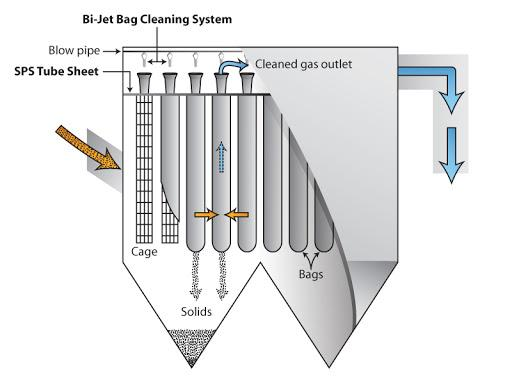 Bi-Jet Bag Cleaning System
Blow pipe
Cleaned gas outlet
SPS Tube Sheet
Cage
Bags
Solids